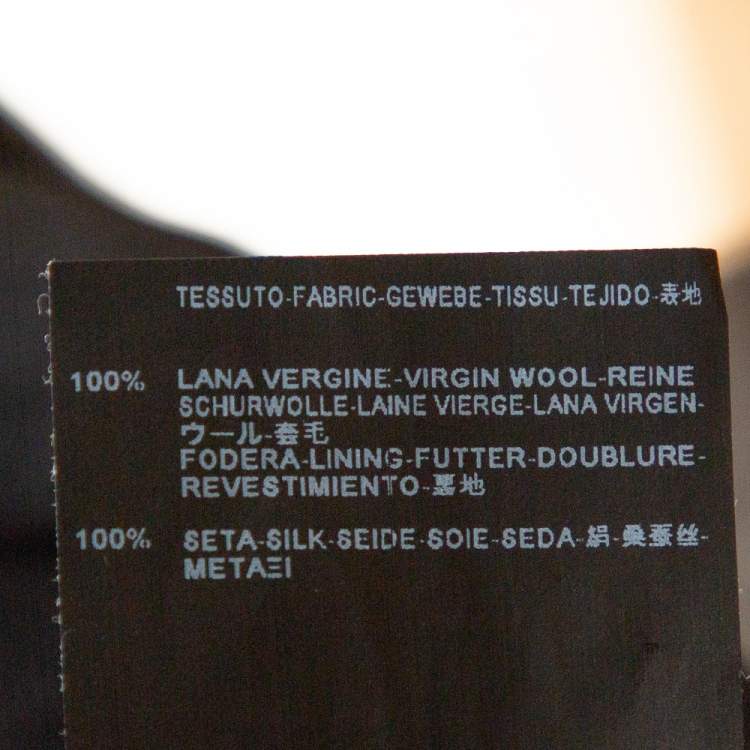 TESSUTO-FABRIC-GEWEBE-TISSU-TEJIDO-表地
100% LANA VERGINE-VIRGIN WOOL-REINE
SCHURWOLLE-LAINE VIERGE-LANA VIRGEN-
ウール-套毛
FODERA-LINING-FUTTER-DOUBLURE-
REVESTIMIENTO-裏地
100% SETA-SILK-SEIDE-SOIE-SEDA-絹-桑蚕丝-
ΜΕΤΑΞΙ